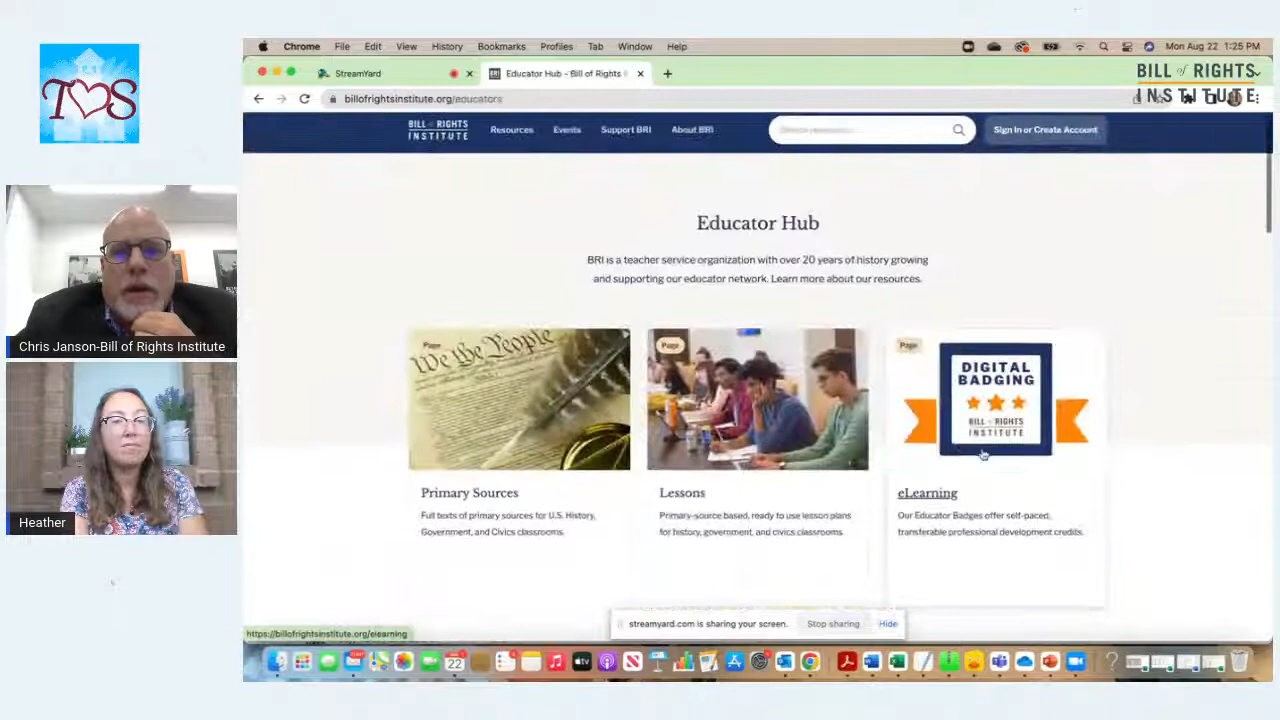 TOS
Chris Janson-Bill of Rights Institute
Heather
Chrome File Edit View History Bookmarks Profiles Tab Window Help
Mon Aug 22 1:25 PM
StreamYard
Educator Hub - Bill of Rights I
BILL of RIGHTS
INSTITUTE
billofrightsinstitute.org/educators
BILL of RIGHTS
INSTITUTE
Resources Events Support BRI About BRI
Sign In or Create Account
Educator Hub
BRI is a teacher service organization with over 20 years of history growing
and supporting our educator network. Learn more about our resources.
Page
We the People
Primary Sources
Full texts of primary sources for U.S. History,
Government, and Civics classrooms.
Page
Lessons
Primary-source based, ready to use lesson plans
for history, government, and civics classrooms
Page
DIGITAL
BADGING
BILL of RIGHTS
INSTITUTE
eLearning
Our Educator Badges offer self-paced,
transferable professional development credits.
streamyard.com is sharing your screen. Stop sharing Hide
https://billofrightsinstitute.org/elearning
22